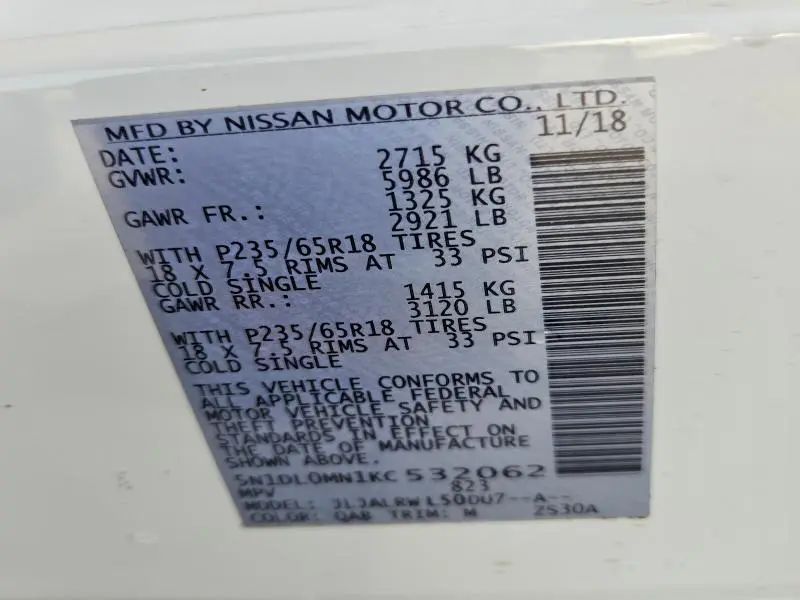 MFD BY NISSAN MOTOR CO., LTD.
DATE: 11/18
GVWR: 2715 KG
5986 LB
GAWR FR.: 1325 KG
2921 LB
WITH P235/65R18 TIRES
18 X 7.5 RIMS AT 33 PSI
COLD SINGLE
GAWR RR.: 1415 KG
3120 LB
WITH P235/65R18 TIRES
18 X 7.5 RIMS AT 33 PSI
COLD SINGLE
THIS VEHICLE CONFORMS TO
ALL APPLICABLE FEDERAL
MOTOR VEHICLE SAFETY AND
THEFT PREVENTION
STANDARDS IN EFFECT ON
THE DATE OF MANUFACTURE
SHOWN ABOVE.
5N1DL0MN1KC532062
MPV 823
MODEL: JLJALRWL50DU7--A--
COLOR: QAB TRIM: M 2S30A